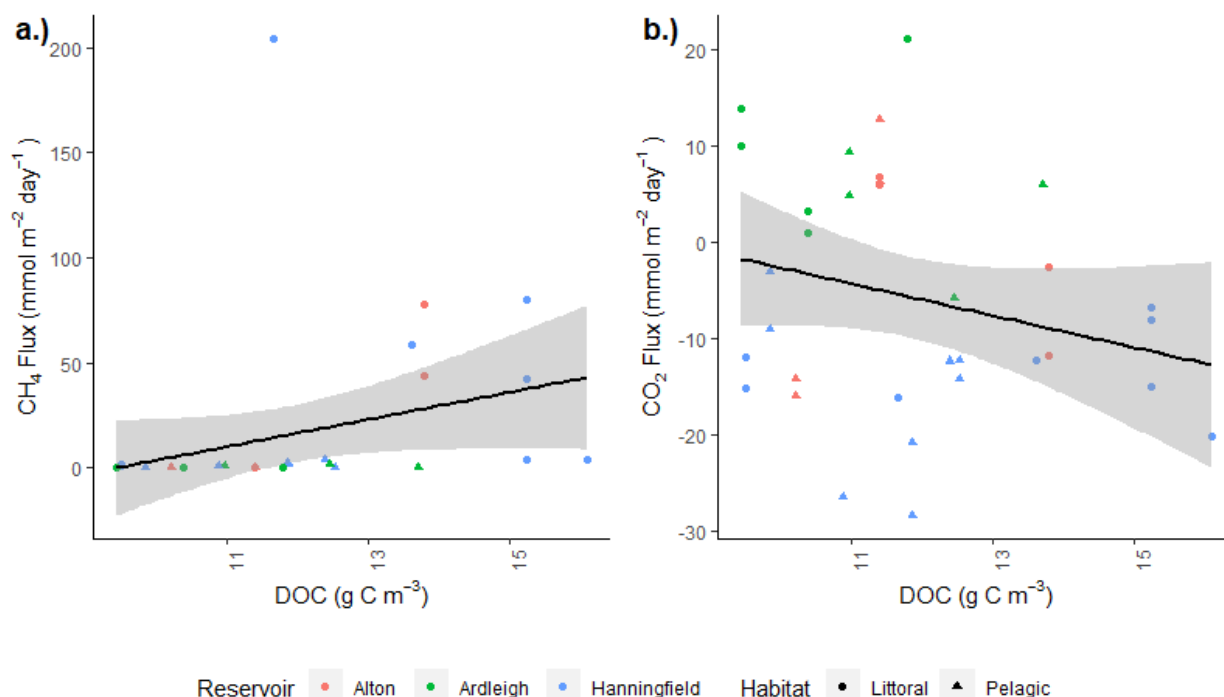 a.)
200
150
100
50
0
CH₄ Flux (mmol m⁻² day⁻¹ )
11
13
15
DOC (g C m⁻³)
b.)
20
10
0
-10
-20
-30
CO₂ Flux (mmol m⁻² day⁻¹ )
11
13
15
DOC (g C m⁻³)
Reservoir Alton Ardleigh Hanningfield Habitat Littoral Pelagic